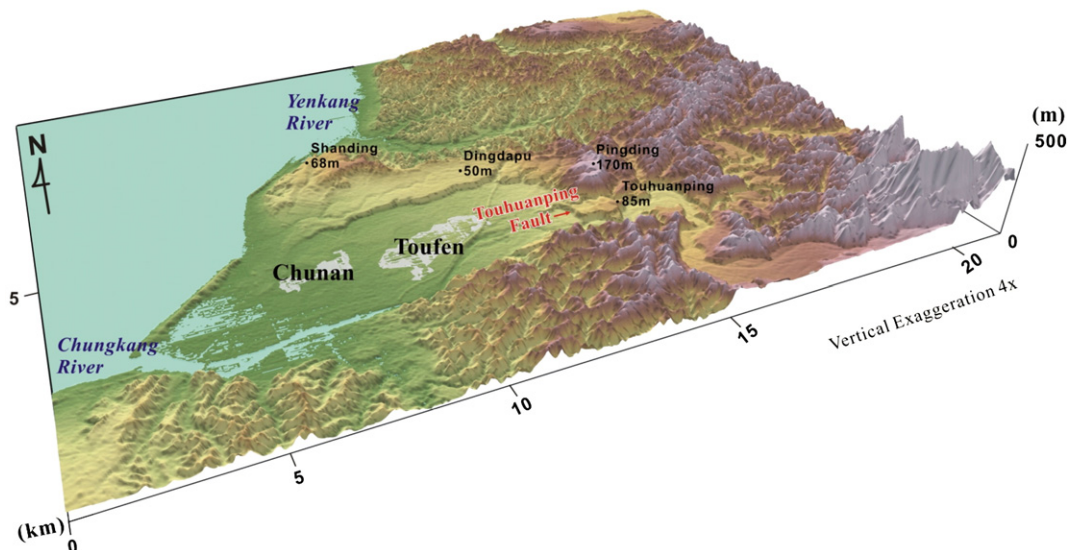 N
Yenkang
River
Shanding
68m
Dingdapu
50m
Pingding
170m
Touhuanping
85m
Touhuanping
Fault
Toufen
Chunan
Chungkang
River
(m)
500
0
20
15
10
5
0
(km)
5
Vertical Exaggeration 4x